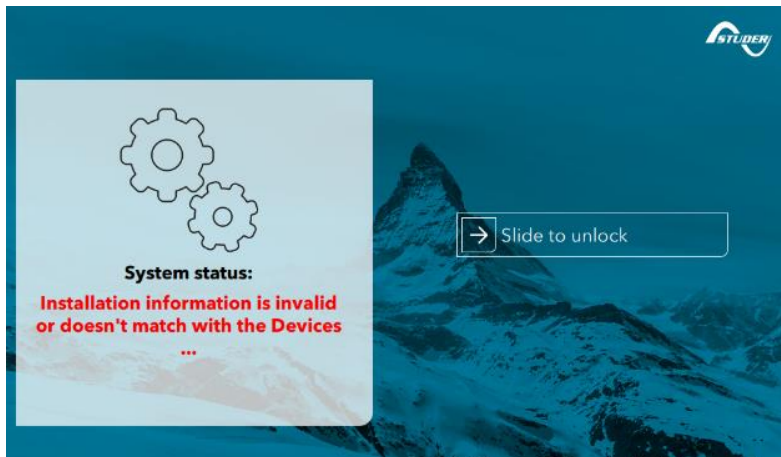 STUDER
System status:
Installation information is invalid
or doesn't match with the Devices
...
Slide to unlock